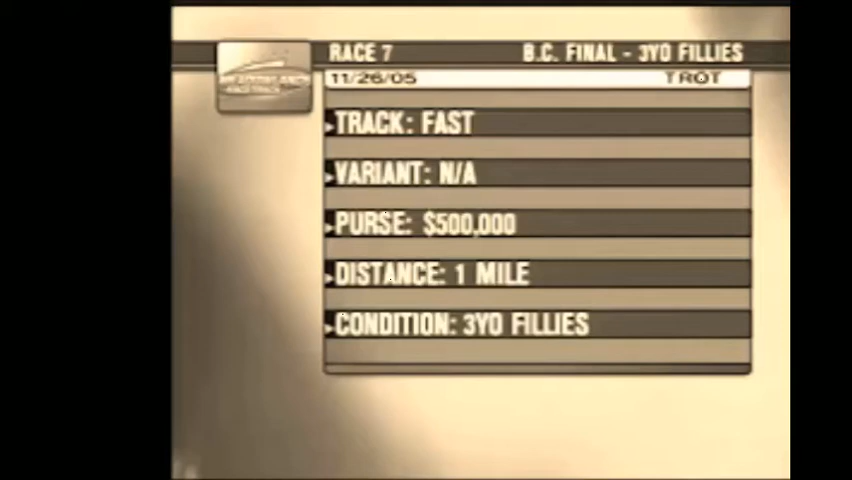 RACE 7 B.C. FINAL - 3YO FILLIES
11/26/05 TROT
TRACK: FAST
VARIANT: N/A
PURSE: $500,000
DISTANCE: 1 MILE
CONDITION: 3YO FILLIES